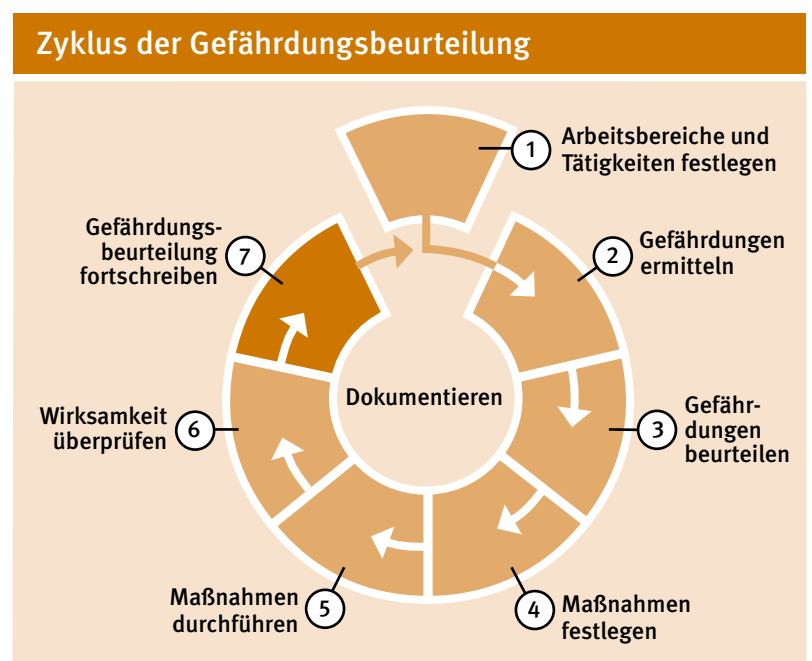 Zyklus der Gefährdungsbeurteilung
1
Arbeitsbereiche und
Tätigkeiten festlegen
2
Gefährdungen
ermitteln
3
Gefähr-
dungen
beurteilen
4
Maßnahmen
festlegen
5
Maßnahmen
durchführen
6
Wirksamkeit
überprüfen
7
Gefährdungs-
beurteilung
fortschreiben
Dokumentieren